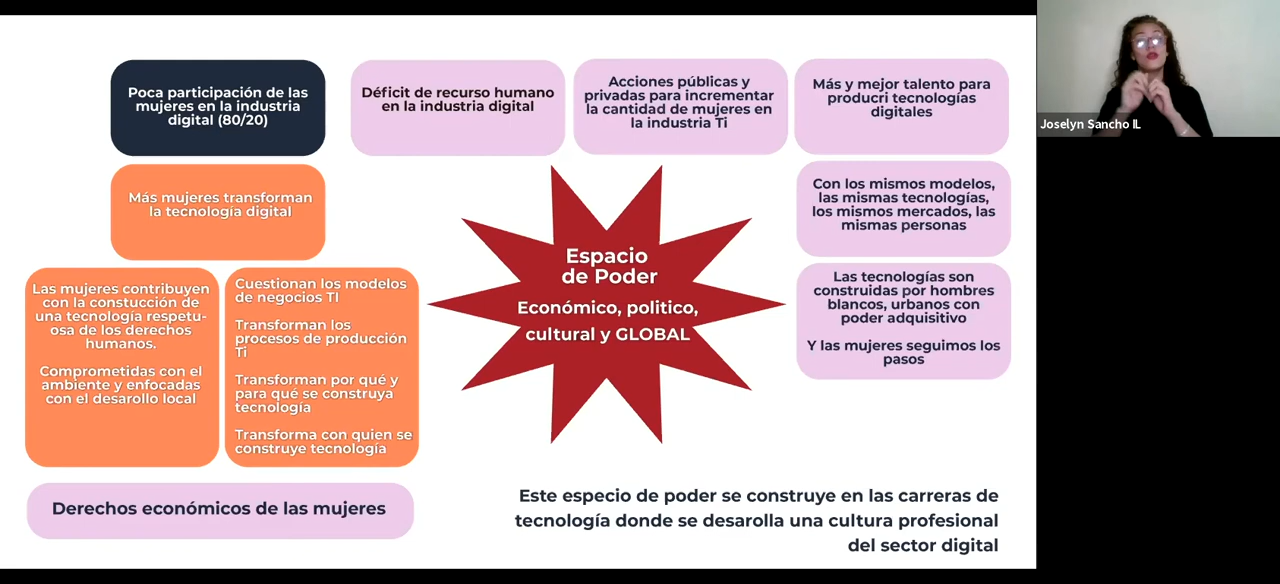 Poca participación de las
mujeres en la industria
digital (80/20)
Déficit de recurso humano
en la industria digital
Acciones públicas y
privadas para incrementar
la cantidad de mujeres en
la industria Ti
Más y mejor talento para
producri tecnologías
digitales
Joselyn Sancho IL
Más mujeres transforman
la tecnología digital
Con los mismos modelos,
las mismas tecnologías,
los mismos mercados, las
mismas personas
Espacio
de Poder
Económico, politico,
cultural y GLOBAL
Las mujeres contribuyen
con la constucción de
una tecnología respetu-
osa de los derechos
humanos.
Comprometidas con el
ambiente y enfocadas
con el desarollo local
Cuestionan los modelos
de negocios TI
Transforman los
procesos de producción
Ti
Transforman por qué y
para qué se construya
tecnología
Transforma con quien se
construye tecnología
Las tecnologías son
construidas por hombres
blancos, urbanos con
poder adquisitivo
Y las mujeres seguimos los
pasos
Derechos económicos de las mujeres
Este especio de poder se construye en las carreras de
tecnología donde se desarolla una cultura profesional
del sector digital